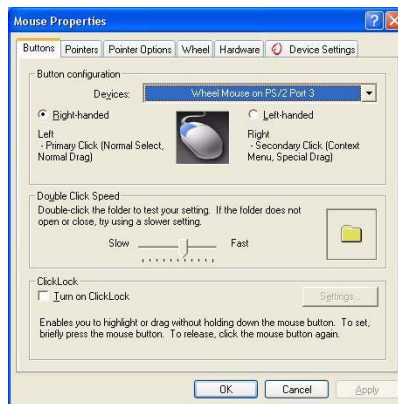 Mouse Properties
Buttons Pointers Pointer Options Wheel Hardware Device Settings
Button configuration
Devices: Wheel Mouse on PS/2 Port 3
Right-handed Left-handed
Left
- Primary Click (Normal Select,
Normal Drag)
Right
- Secondary Click (Context
Menu, Special Drag)
Double Click Speed
Double-click the folder to test your setting. If the folder does not
open or close, try using a slower setting.
Slow Fast
ClickLock
Turn on ClickLock Settings...
Enables you to highlight or drag without holding down the mouse button. To set,
briefly press the mouse button. To release, click the mouse button again.
OK Cancel Apply